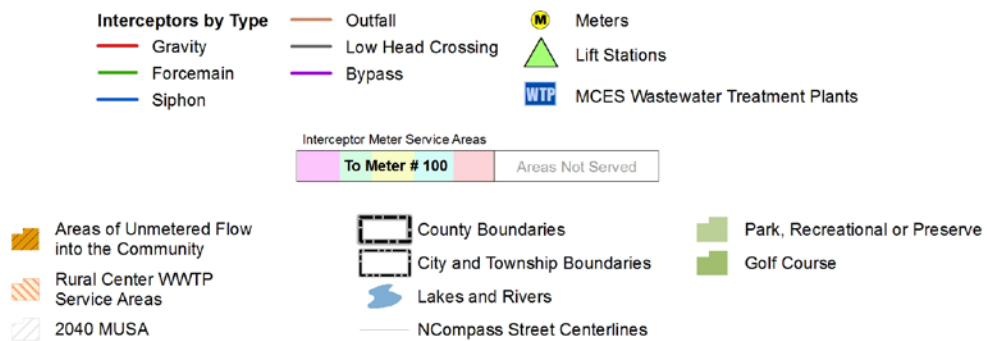 Interceptors by Type
Gravity
Forcemain
Siphon
Outfall
Low Head Crossing
Bypass
M Meters
Lift Stations
WTP MCES Wastewater Treatment Plants
Interceptor Meter Service Areas
To Meter # 100
Areas Not Served
Areas of Unmetered Flow
into the Community
Rural Center WWTP
Service Areas
2040 MUSA
County Boundaries
City and Township Boundaries
Lakes and Rivers
NCompass Street Centerlines
Park, Recreational or Preserve
Golf Course